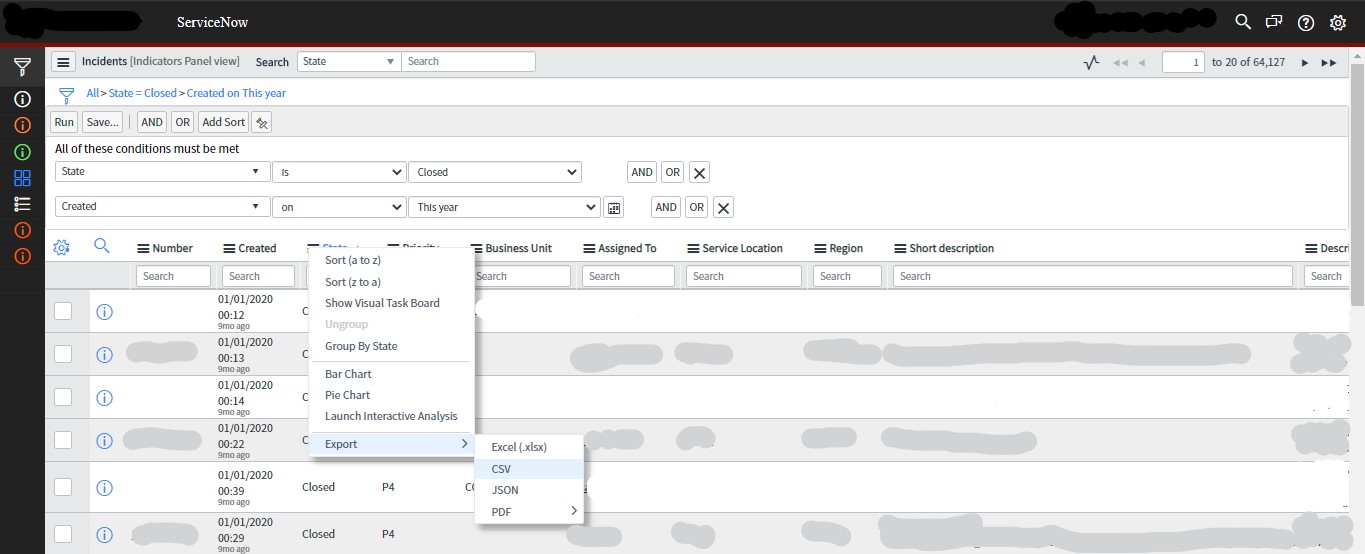 ServiceNow
Incidents [Indicators Panel view] Search State Search 1 to 20 of 64,127
All > State = Closed > Created on This year
Run Save... AND OR Add Sort
All of these conditions must be met
State is Closed AND OR
Created on This year AND OR
Number Created State Priority Business Unit Assigned To Service Location Region Short description Descri
Search Search Search Search Search Search Search Search
Sort (a to z)
Sort (z to a)
Show Visual Task Board
Ungroup
Group By State
Bar Chart
Pie Chart
Launch Interactive Analysis
Export
Excel (.xlsx)
CSV
JSON
PDF
01/01/2020
00:12
9mo ago
01/01/2020
00:13
9mo ago
01/01/2020
00:14
9mo ago
01/01/2020
00:22
9mo ago
01/01/2020
00:39 Closed P4
9mo ago
01/01/2020
00:29 Closed P4
9mo ago